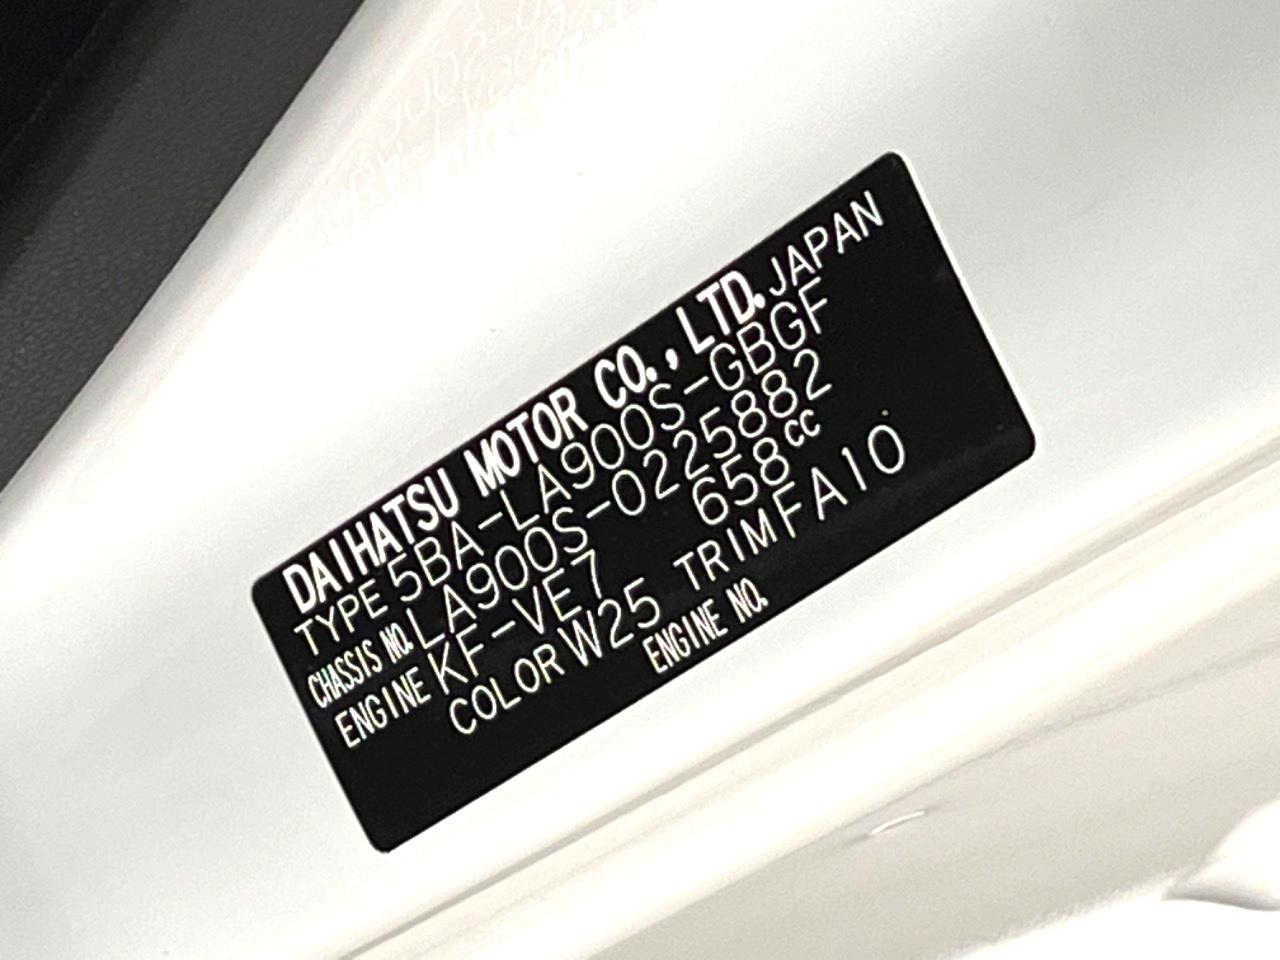 DAIHATSU MOTOR CO., LTD. JAPAN
TYPE 5BA-LA900S-GBGF
CHASSIS NO. LA900S-0225882
ENGINE KF-VE7 658cc
COLOR W25 TRIM FA10
ENGINE NO.